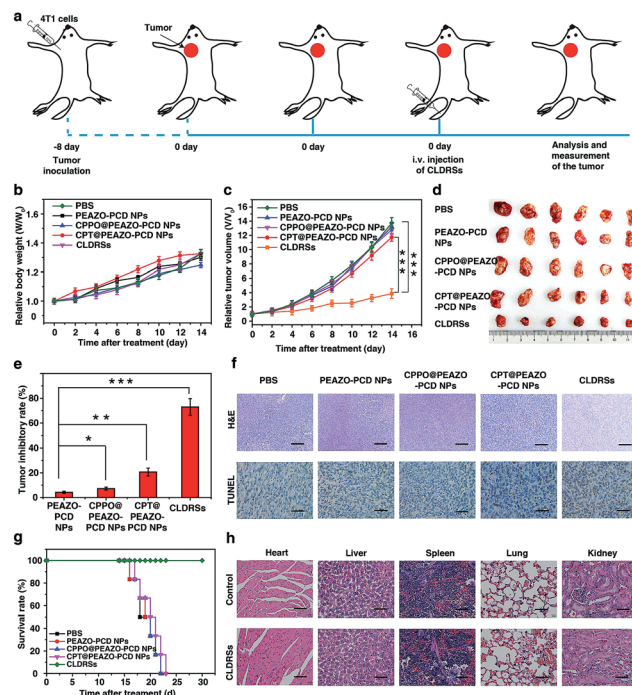 a
4T1 cells
Tumor
-8 day
0 day
0 day
0 day
Tumor
inoculation
i.v. injection
of CLDRSs
Analysis and
measurement
of the tumor
b
Relative body weight (W/W0)
1.6
1.4
1.2
1.0
PBS
PEAZO-PCD NPs
CPPO@PEAZO-PCD NPs
CPT@PEAZO-PCD NPs
CLDRSs
0 2 4 6 8 10 12 14
Time after treatment (day)
c
Relative tumor volume (V/V0)
16
12
8
4
0
PBS
PEAZO-PCD NPs
CPPO@PEAZO-PCD NPs
CPT@PEAZO-PCD NPs
CLDRSs
***
***
0 2 4 6 8 10 12 14 16
Time after treatment (day)
d
PBS
PEAZO-PCD
NPs
CPPO@PEAZO
-PCD NPs
CPT@PEAZO
-PCD NPs
CLDRSs
e
Tumor inhibitory rate (%)
100
80
60
40
20
0
***
**
*
PEAZO-
PCD
NPs
CPPO@
PEAZO-
PCD NPs
CPT@
PEAZO-
PCD NPs
CLDRSs
f
PBS
PEAZO-PCD NPs
CPPO@PEAZO
-PCD NPs
CPT@PEAZO
-PCD NPs
CLDRSs
H&E
TUNEL
g
Survival rate (%)
100
80
60
40
20
0
PBS
PEAZO-PCD NPs
CPPO@PEAZO-PCD NPs
CPT@PEAZO-PCD NPs
CLDRSs
0 5 10 15 20 25 30
Time after treatment (d)
h
Heart
Liver
Spleen
Lung
Kidney
Control
CLDRSs